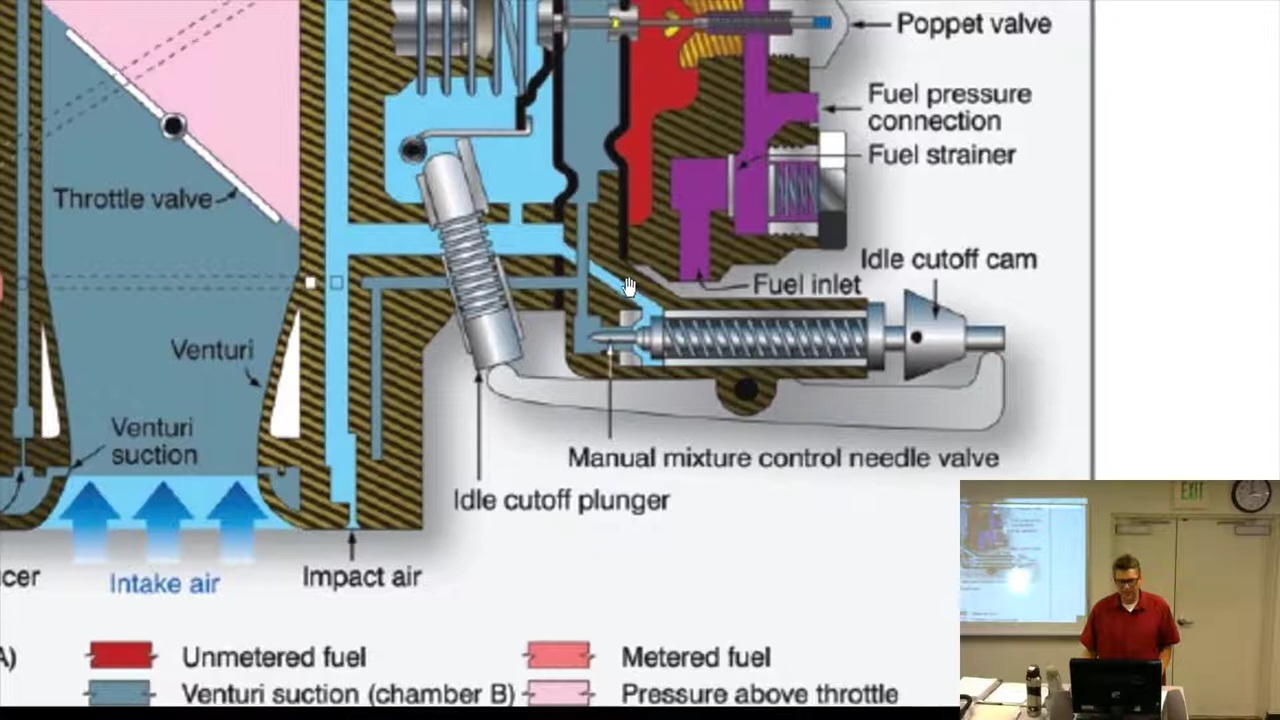 Poppet valve
Fuel pressure
connection
Fuel strainer
Throttle valve
Idle cutoff cam
Fuel inlet
Venturi
Venturi
suction
Manual mixture control needle valve
Idle cutoff plunger
icer
Intake air
Impact air
A)
Unmetered fuel
Metered fuel
Venturi suction (chamber B)
Pressure above throttle
EXIT